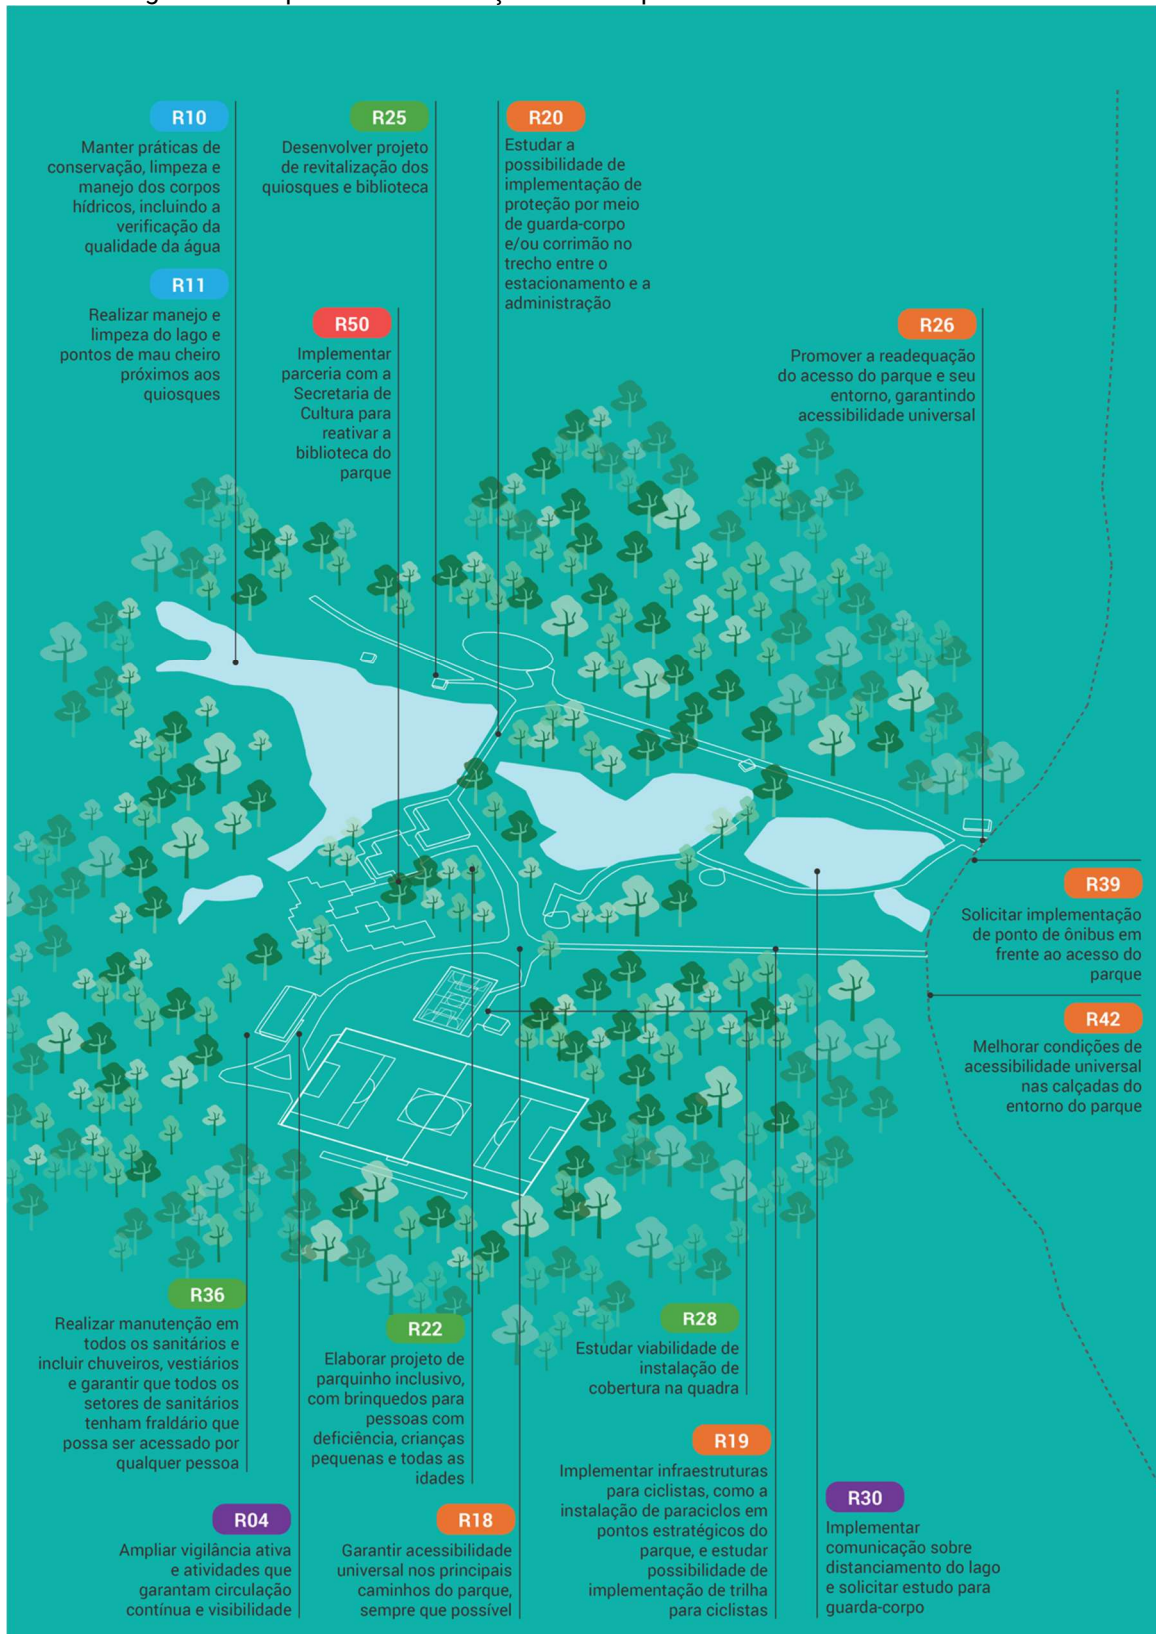 R10
Manter práticas de
conservação, limpeza e
manejo dos corpos
hídricos, incluindo a
verificação da
qualidade da água
R11
Realizar manejo e
limpeza do lago e
pontos de mau cheiro
próximos aos
quiosques
R25
Desenvolver projeto
de revitalização dos
quiosques e biblioteca
R50
Implementar
parceria com a
Secretaria de
Cultura para
reativar a
biblioteca do
parque
R20
Estudar a
possibilidade de
implementação de
proteção por meio
de guarda-corpo
e/ou corrimão no
trecho entre o
estacionamento e a
administração
R26
Promover a readequação
do acesso do parque e seu
entorno, garantindo
acessibilidade universal
R39
Solicitar implementação
de ponto de ônibus em
frente ao acesso do
parque
R42
Melhorar condições de
acessibilidade universal
nas calçadas do
entorno do parque
R36
Realizar manutenção em
todos os sanitários e
incluir chuveiros, vestiários
e garantir que todos os
setores de sanitários
tenham fraldário que
possa ser acessado por
qualquer pessoa
R22
Elaborar projeto de
parquinho inclusivo,
com brinquedos para
pessoas com
deficiência, crianças
pequenas e todas as
idades
R28
Estudar viabilidade de
instalação de
cobertura na quadra
R04
Ampliar vigilância ativa
e atividades que
garantam circulação
contínua e visibilidade
R18
Garantir acessibilidade
universal nos principais
caminhos do parque,
sempre que possível
R19
Implementar infraestruturas
para ciclistas, como a
instalação de paraciclos em
pontos estratégicos do
parque, e estudar
possibilidade de
implementação de trilha
para ciclistas
R30
Implementar
comunicação sobre
distanciamento do lago
e solicitar estudo para
guarda-corpo